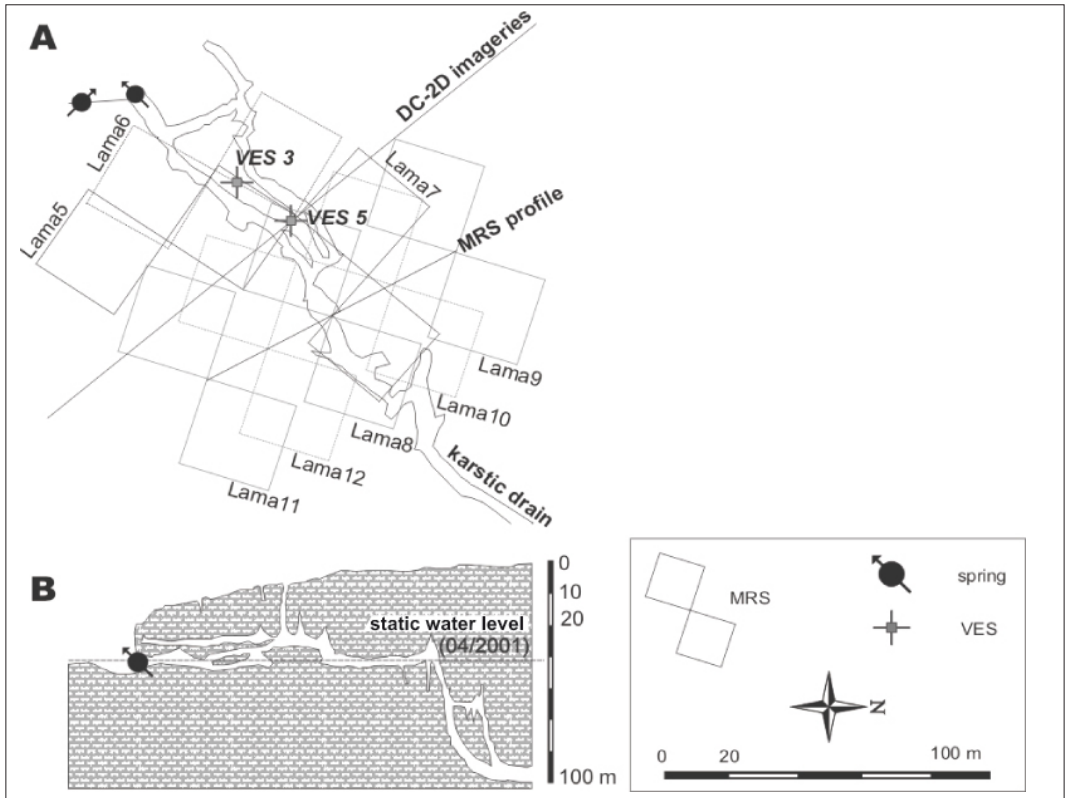 A
DC-2D imageries
Lama6
VES 3
Lama7
Lama5
VES 5
MRS profile
Lama9
Lama10
Lama8
karstic drain
Lama12
Lama11
B
0
10
20
static water level
(04/2001)
100 m
MRS
spring
VES
N
0 20 100 m